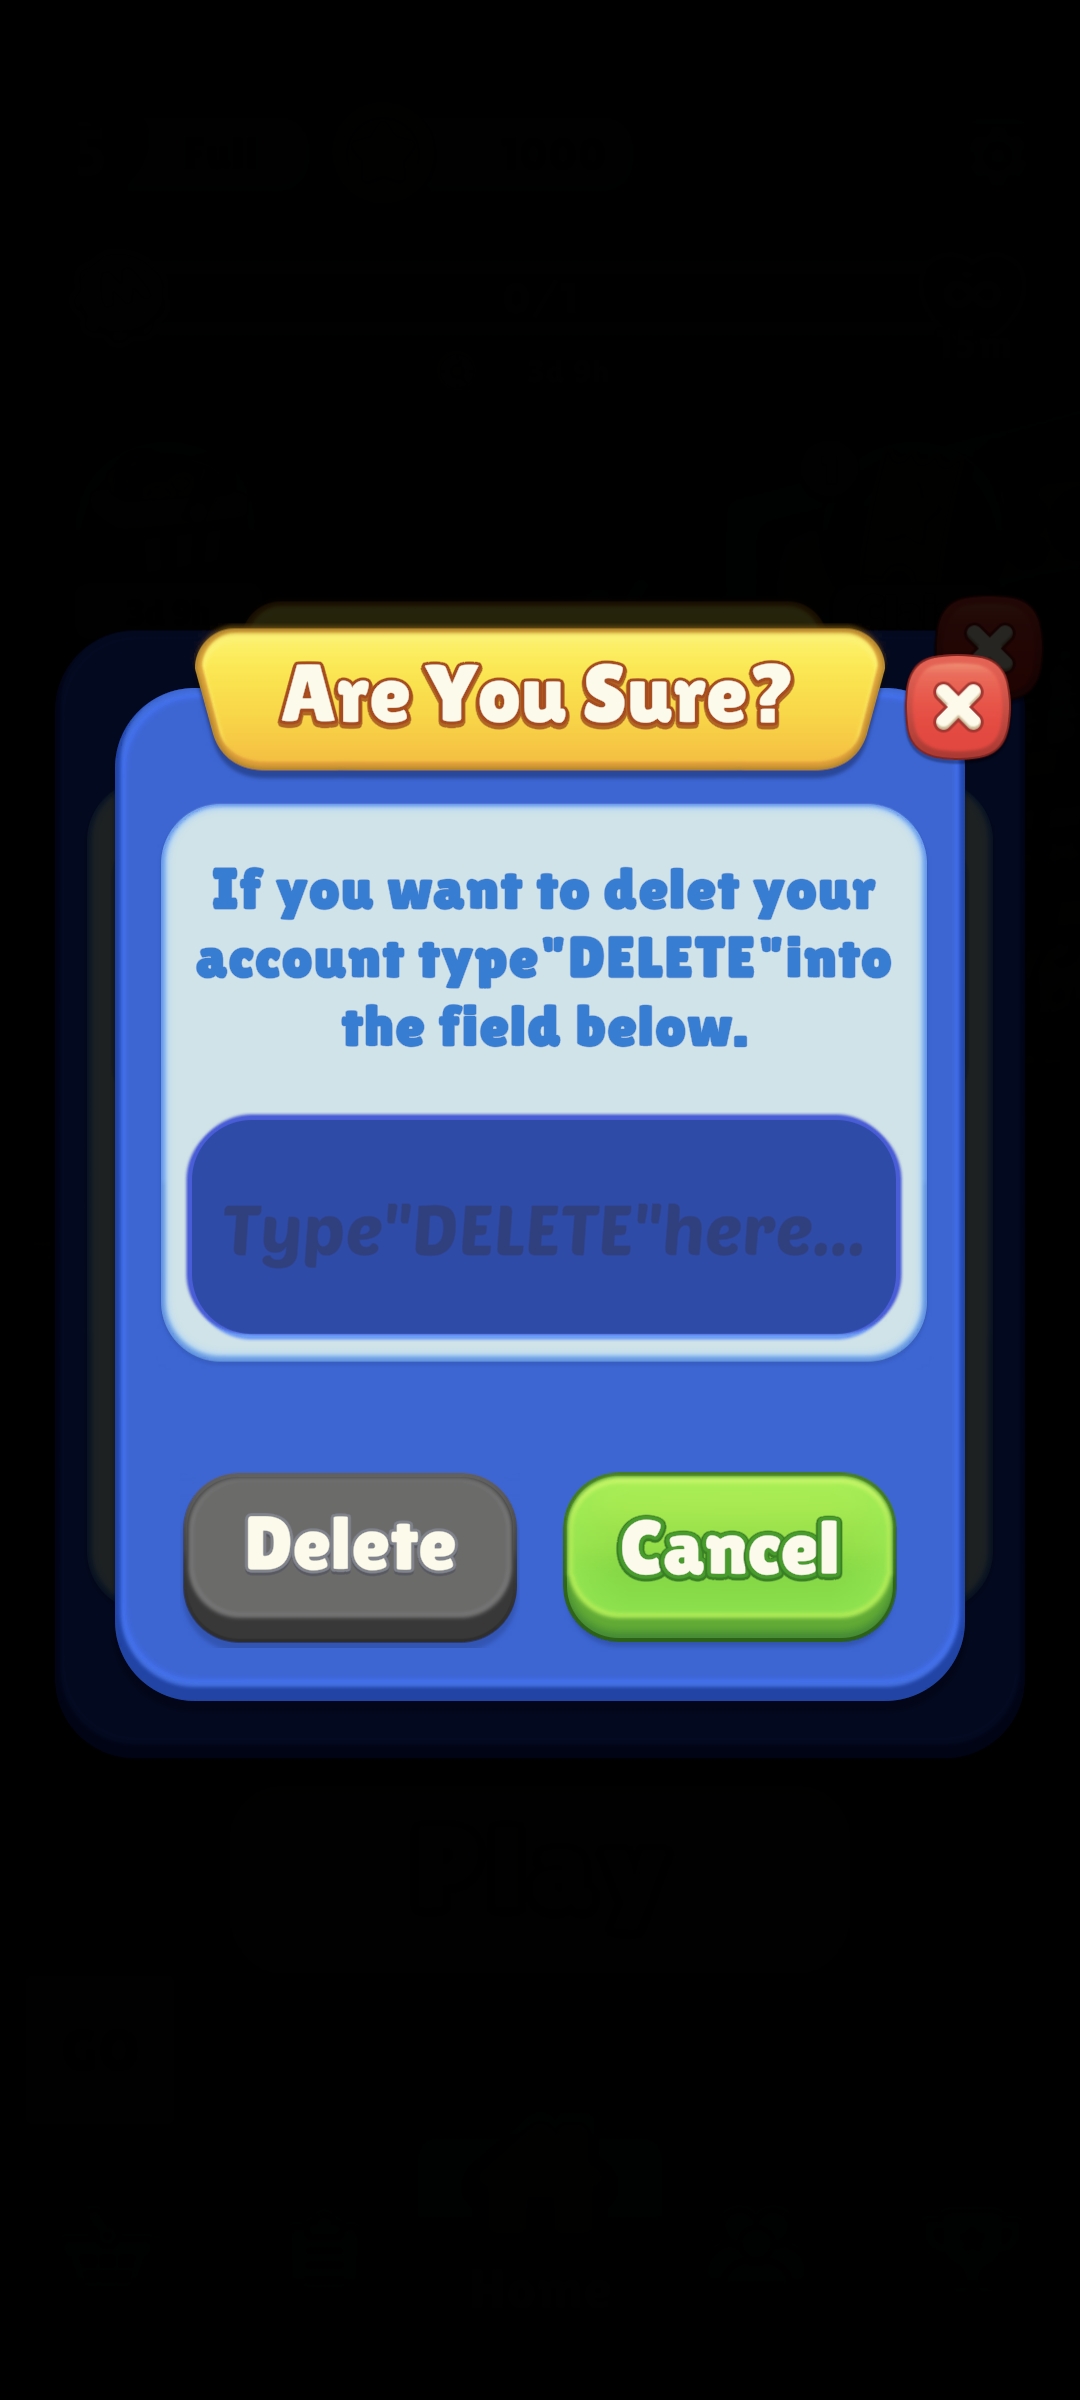 Are You Sure?
If you want to delet your
account type"DELETE"into
the field below.
Type"DELETE"here...
Delete
Cancel
Play